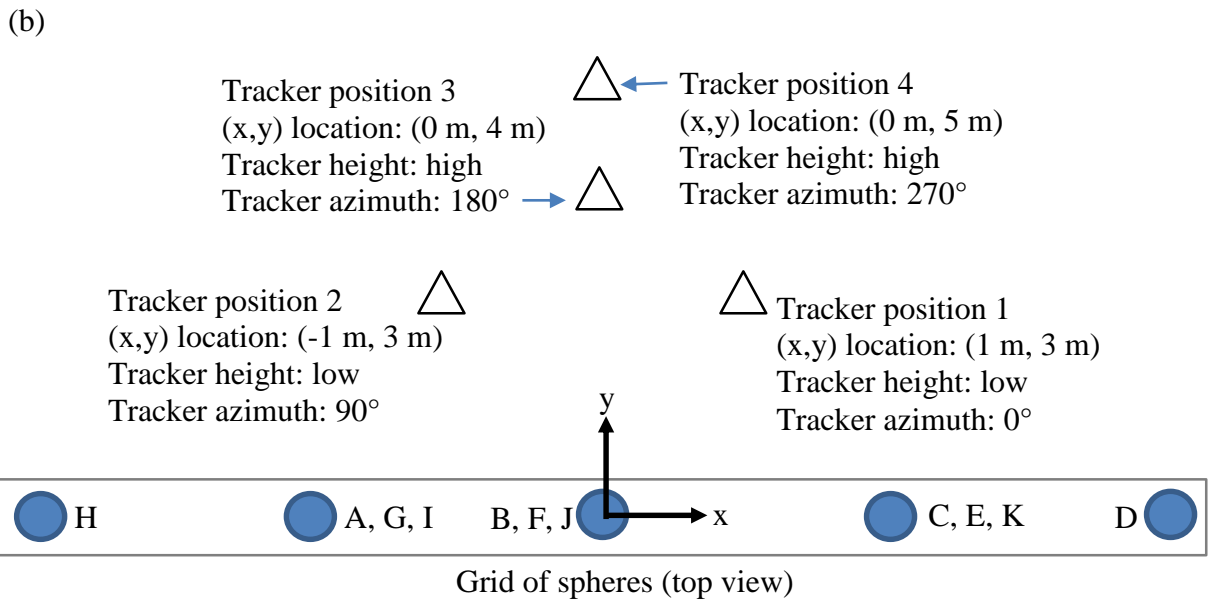 (b)
Tracker position 3
(x,y) location: (0 m, 4 m)
Tracker height: high
Tracker azimuth: 180°
Tracker position 4
(x,y) location: (0 m, 5 m)
Tracker height: high
Tracker azimuth: 270°
Tracker position 2
(x,y) location: (-1 m, 3 m)
Tracker height: low
Tracker azimuth: 90°
Tracker position 1
(x,y) location: (1 m, 3 m)
Tracker height: low
Tracker azimuth: 0°
y
H
A, G, I
B, F, J
x
C, E, K
D
Grid of spheres (top view)